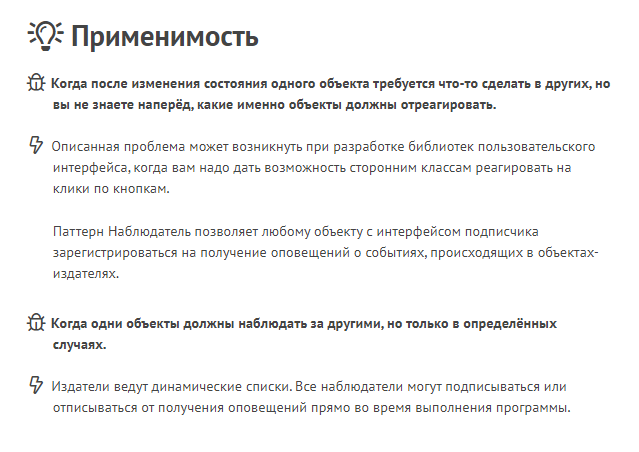 Применимость
Когда после изменения состояния одного объекта требуется что-то сделать в других, но
вы не знаете наперёд, какие именно объекты должны отреагировать.
Описанная проблема может возникнуть при разработке библиотек пользовательского
интерфейса, когда вам надо дать возможность сторонним классам реагировать на
клики по кнопкам.
Паттерн Наблюдатель позволяет любому объекту с интерфейсом подписчика
зарегистрироваться на получение оповещений о событиях, происходящих в объектах-
издателях.
Когда одни объекты должны наблюдать за другими, но только в определённых
случаях.
Издатели ведут динамические списки. Все наблюдатели могут подписываться или
отписываться от получения оповещений прямо во время выполнения программы.